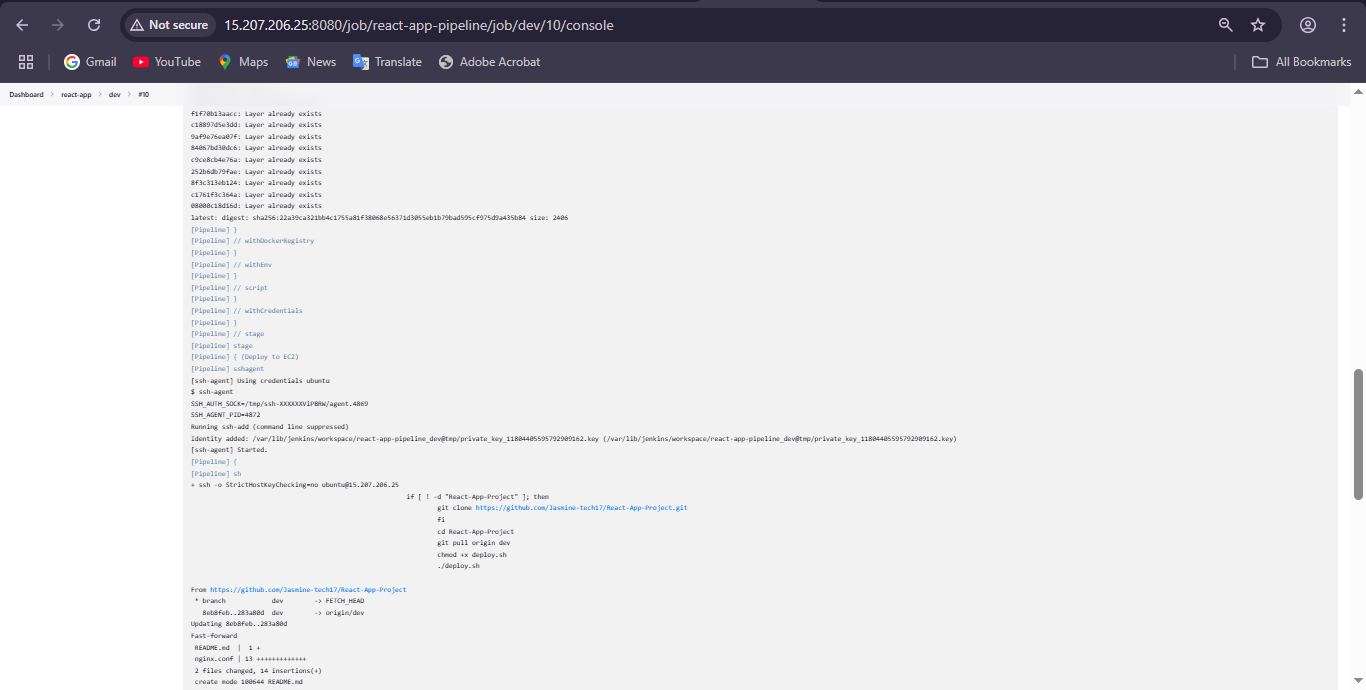 Not secure 15.207.206.25:8080/job/react-app-pipeline/job/dev/10/console
Gmail YouTube Maps News Translate Adobe Acrobat All Bookmarks
Dashboard > react-app > dev > #10
f1f70b13aacc: Layer already exists
c18897d5e3dd: Layer already exists
9af9e76ea07f: Layer already exists
84067bd30dc6: Layer already exists
c9ce8cb4e76a: Layer already exists
252b6db79fae: Layer already exists
8f3c313eb124: Layer already exists
c1761f3c364a: Layer already exists
08000c18d16d: Layer already exists
latest: digest: sha256:22a39ca321bb4c1755a81f38068e56371d3055eb1b79bad595cf975d9a435b84 size: 2406
[Pipeline] }
[Pipeline] // withDockerRegistry
[Pipeline] }
[Pipeline] // withEnv
[Pipeline] }
[Pipeline] // script
[Pipeline] }
[Pipeline] // withCredentials
[Pipeline] }
[Pipeline] // stage
[Pipeline] stage
[Pipeline] { (Deploy to EC2)
[Pipeline] sshagent
[ssh-agent] Using credentials ubuntu
$ ssh-agent
SSH_AUTH_SOCK=/tmp/ssh-XXXXXXViPBRW/agent.4869
SSH_AGENT_PID=4872
Running ssh-add (command line suppressed)
Identity added: /var/lib/jenkins/workspace/react-app-pipeline_dev@tmp/private_key_11804405595792909162.key (/var/lib/jenkins/workspace/react-app-pipeline_dev@tmp/private_key_11804405595792909162.key)
[ssh-agent] Started.
[Pipeline] {
[Pipeline] sh
+ ssh -o StrictHostKeyChecking=no ubuntu@15.207.206.25
if [ ! -d "React-App-Project" ]; then
git clone https://github.com/Jasmine-tech17/React-App-Project.git
fi
cd React-App-Project
git pull origin dev
chmod +x deploy.sh
./deploy.sh
From https://github.com/Jasmine-tech17/React-App-Project
* branch dev -> FETCH_HEAD
8eb8feb..283a80d dev -> origin/dev
Updating 8eb8feb..283a80d
Fast-forward
README.md | 1 +
nginx.conf | 13 +++++++++++++
2 files changed, 14 insertions(+)
create mode 100644 README.md